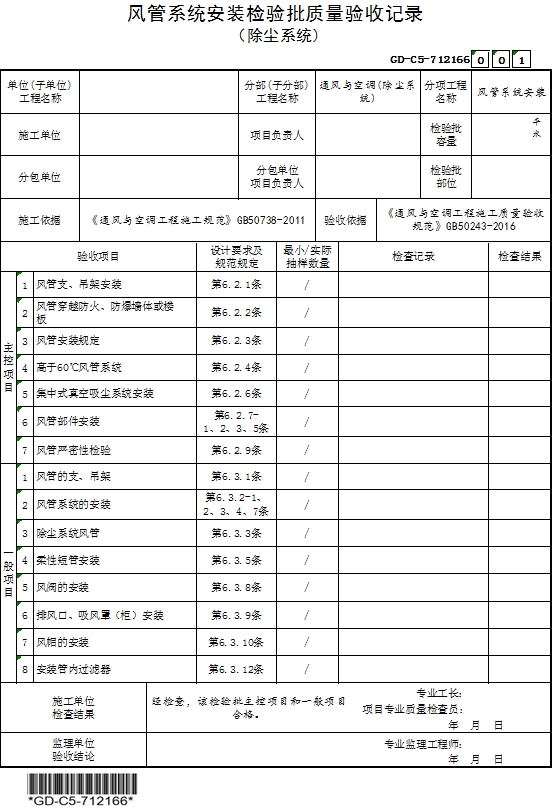 风管系统安装检验批质量验收记录
（除尘系统）
GD-C5-712166 0 0 1
单位(子单位)
工程名称
分部(子分部)
工程名称
通风与空调(除尘系
统)
分项工程
名称
风管系统安装
施工单位
项目负责人
检验批
容量
平
米
分包单位
分包单位
项目负责人
检验批
部位
施工依据
《通风与空调工程施工规范》GB50738-2011
验收依据
《通风与空调工程施工质量验收
规范》GB50243-2016
验收项目
设计要求及
规范规定
最小/实际
抽样数量
检查记录
检查结果
主控项目
1 风管支、吊架安装 第6.2.1条 /
2 风管穿越防火、防爆墙体或楼
板 第6.2.2条 /
3 风管安装规定 第6.2.3条 /
4 高于60℃风管系统 第6.2.4条 /
5 集中式真空吸尘系统安装 第6.2.6条 /
6 风管部件安装 第6.2.7-
1、2、3、5条 /
7 风管严密性检验 第6.2.9条 /
一般项目
1 风管的支、吊架 第6.3.1条 /
2 风管系统的安装 第6.3.2-1、
2、3、4、7条 /
3 除尘系统风管 第6.3.3条 /
4 柔性短管安装 第6.3.5条 /
5 风阀的安装 第6.3.8条 /
6 排风口、吸风罩（柜）安装 第6.3.9条 /
7 风帽的安装 第6.3.10条 /
8 安装管内过滤器 第6.3.12条 /
施工单位
检查结果
经检查，该检验批主控项目和一般项目
合格。
专业工长：
项目专业质量检查员：
年 月 日
监理单位
验收结论
专业监理工程师：
年 月 日
*GD-C5-712166*